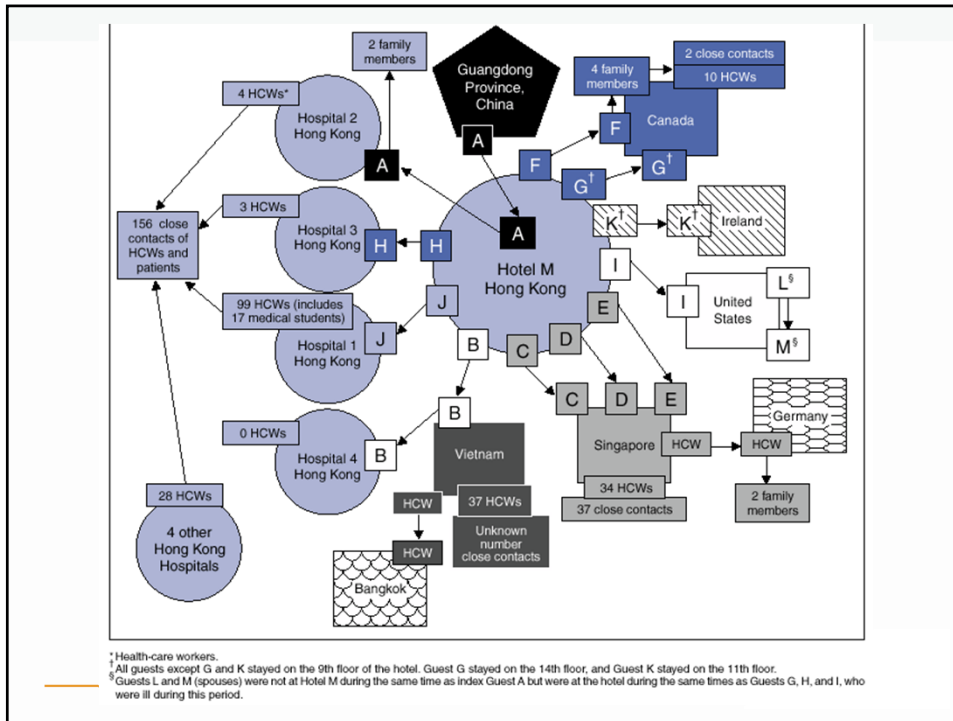 2 family
members
Guangdong
Province,
China
A
2 close contacts
10 HCWs
4 family
members
F
Canada
4 HCWs*
Hospital 2
Hong Kong
A
F
G†
G†
3 HCWs
Hospital 3
Hong Kong
H
H
A
Hotel M
Hong Kong
K†
K†
Ireland
156 close
contacts of
HCWs and
patients
I
I
United
States
L§
M§
99 HCWs (includes
17 medical students)
Hospital 1
Hong Kong
J
J
B
C
D
E
0 HCWs
Hospital 4
Hong Kong
B
B
Vietnam
HCW
37 HCWs
Unknown
number
close contacts
HCW
Bangkok
C
D
E
Singapore
HCW
34 HCWs
37 close contacts
Germany
HCW
2 family
members
28 HCWs
4 other
Hong Kong
Hospitals
*Health-care workers.
†All guests except G and K stayed on the 9th floor of the hotel. Guest G stayed on the 14th floor, and Guest K stayed on the 11th floor.
§Guests L and M (spouses) were not at Hotel M during the same time as index Guest A but were at the hotel during the same times as Guests G, H, and I, who
were ill during this period.